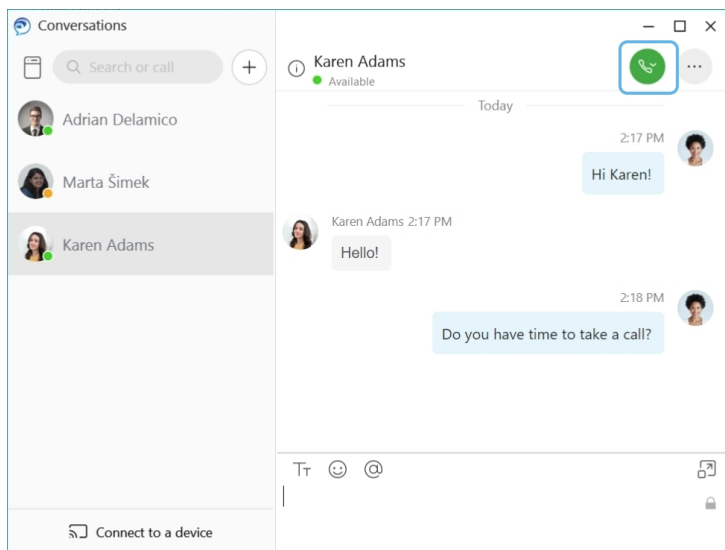 Conversations
Search or call
Adrian Delamico
Marta Šimek
Karen Adams
Connect to a device
Karen Adams
Available
Today
2:17 PM
Hi Karen!
Karen Adams 2:17 PM
Hello!
2:18 PM
Do you have time to take a call?
TT
@